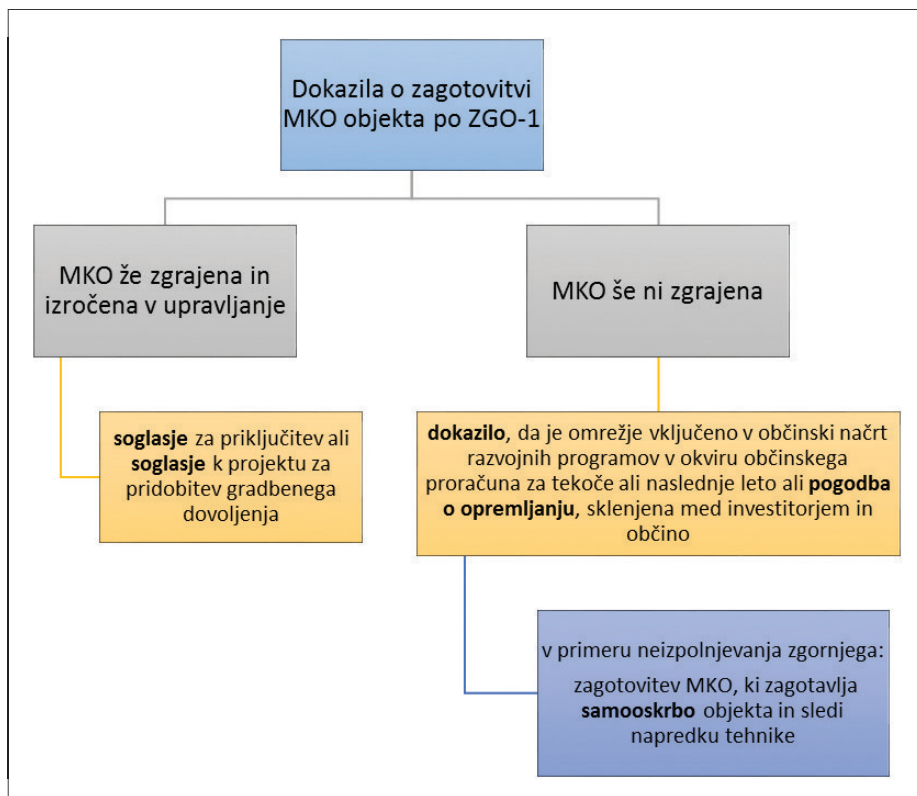 Dokazila o zagotovitvi
MKO objekta po ZGO-1
MKO že zgrajena in
izročena v upravljanje
MKO še ni zgrajena
soglasje za priključitev ali
soglasje k projektu za
pridobitev gradbenega
dovoljenja
dokazilo, da je omrežje vključeno v občinski načrt
razvojnih programov v okviru občinskega
proračuna za tekoče ali naslednje leto ali pogodba
o opremljanju, sklenjena med investitorjem in
občino
v primeru neizpolnjevanja zgornjega:
zagotovitev MKO, ki zagotavlja
samooskrbo objekta in sledi
napredku tehnike